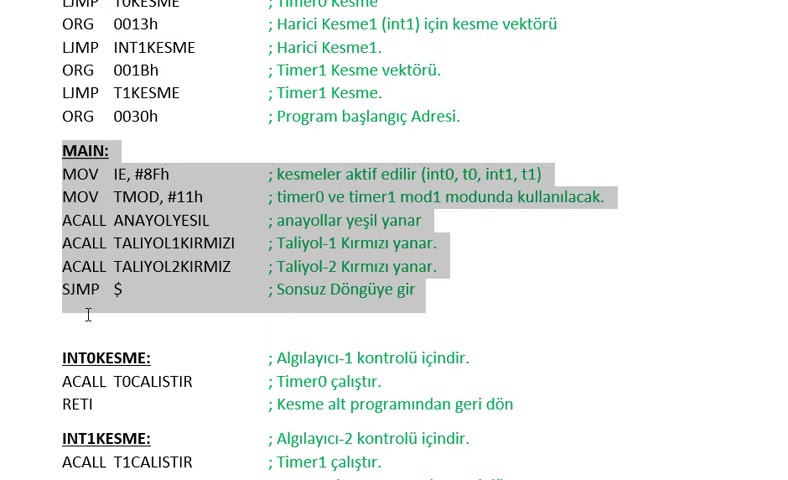 LJMP T0KESME ; Timer0 Kesme
ORG 0013h ; Harici Kesme1 (int1) için kesme vektörü
LJMP INT1KESME ; Harici Kesme1.
ORG 001Bh ; Timer1 Kesme vektörü.
LJMP T1KESME ; Timer1 Kesme.
ORG 0030h ; Program başlangıç Adresi.
MAIN:
MOV IE, #8Fh ; kesmeler aktif edilir (int0, t0, int1, t1)
MOV TMOD, #11h ; timer0 ve timer1 mod1 modunda kullanılacak.
ACALL ANAYOLYESIL ; anayollar yeşil yanar
ACALL TALIYOL1KIRMIZI ; Taliyol-1 Kırmızı yanar.
ACALL TALIYOL2KIRMIZ ; Taliyol-2 Kırmızı yanar.
SJMP $ ; Sonsuz Döngüye gir
INT0KESME: ; Algılayıcı-1 kontrolü içindir.
ACALL T0CALISTIR ; Timer0 çalıştır.
RETI ; Kesme alt programından geri dön
INT1KESME: ; Algılayıcı-2 kontrolü içindir.
ACALL T1CALISTIR ; Timer1 çalıştır.